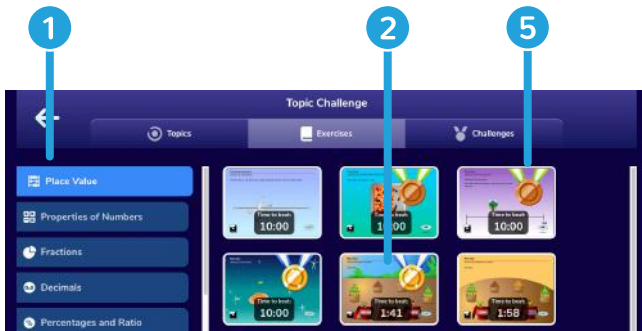 1
2
5
Topic Challenge
Topics
Exercises
Challenges
Place Value
Properties of Numbers
Fractions
Decimals
Percentages and Ratio
Time to beat:
10:00
Time to beat:
10:00
Time to beat:
10:00
Time to beat:
10:00
Time to beat:
1:41
Time to beat:
1:58